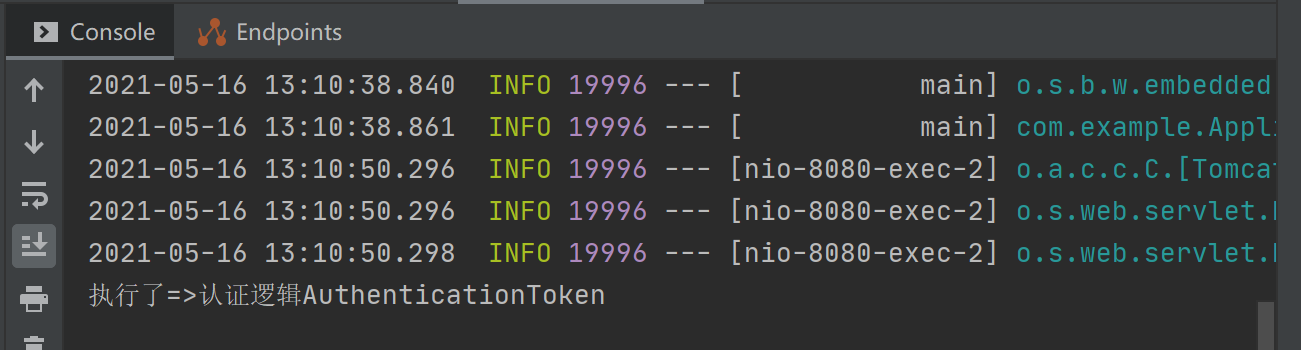 Console Endpoints
2021-05-16 13:10:38.840  INFO 19996 --- [           main] o.s.b.w.embedded
2021-05-16 13:10:38.861  INFO 19996 --- [           main] com.example.Appl
2021-05-16 13:10:50.296  INFO 19996 --- [nio-8080-exec-2] o.a.c.c.C.[Tomca
2021-05-16 13:10:50.296  INFO 19996 --- [nio-8080-exec-2] o.s.web.servlet.
2021-05-16 13:10:50.298  INFO 19996 --- [nio-8080-exec-2] o.s.web.servlet.
执行了=>认证逻辑AuthenticationToken